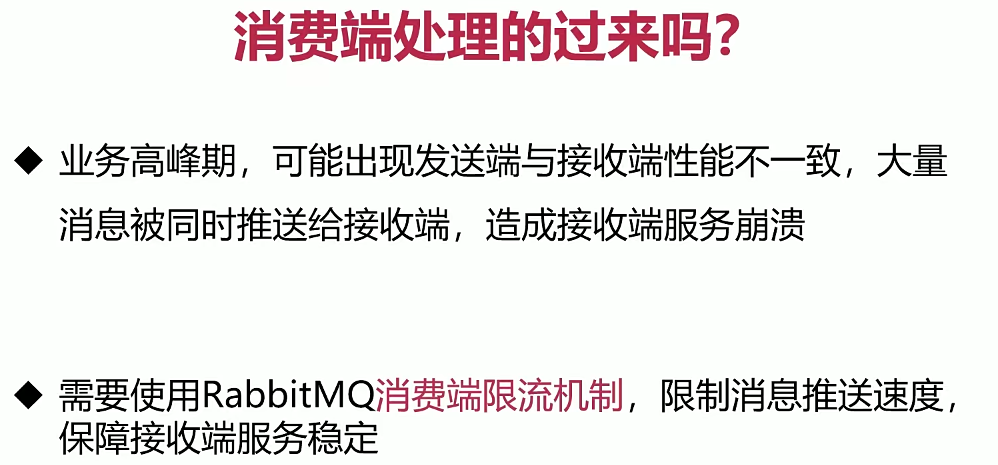 消费端处理的过来吗?
◆ 业务高峰期，可能出现发送端与接收端性能不一致，大量
消息被同时推送给接收端，造成接收端服务崩溃
◆ 需要使用RabbitMQ消费端限流机制，限制消息推送速度，
保障接收端服务稳定